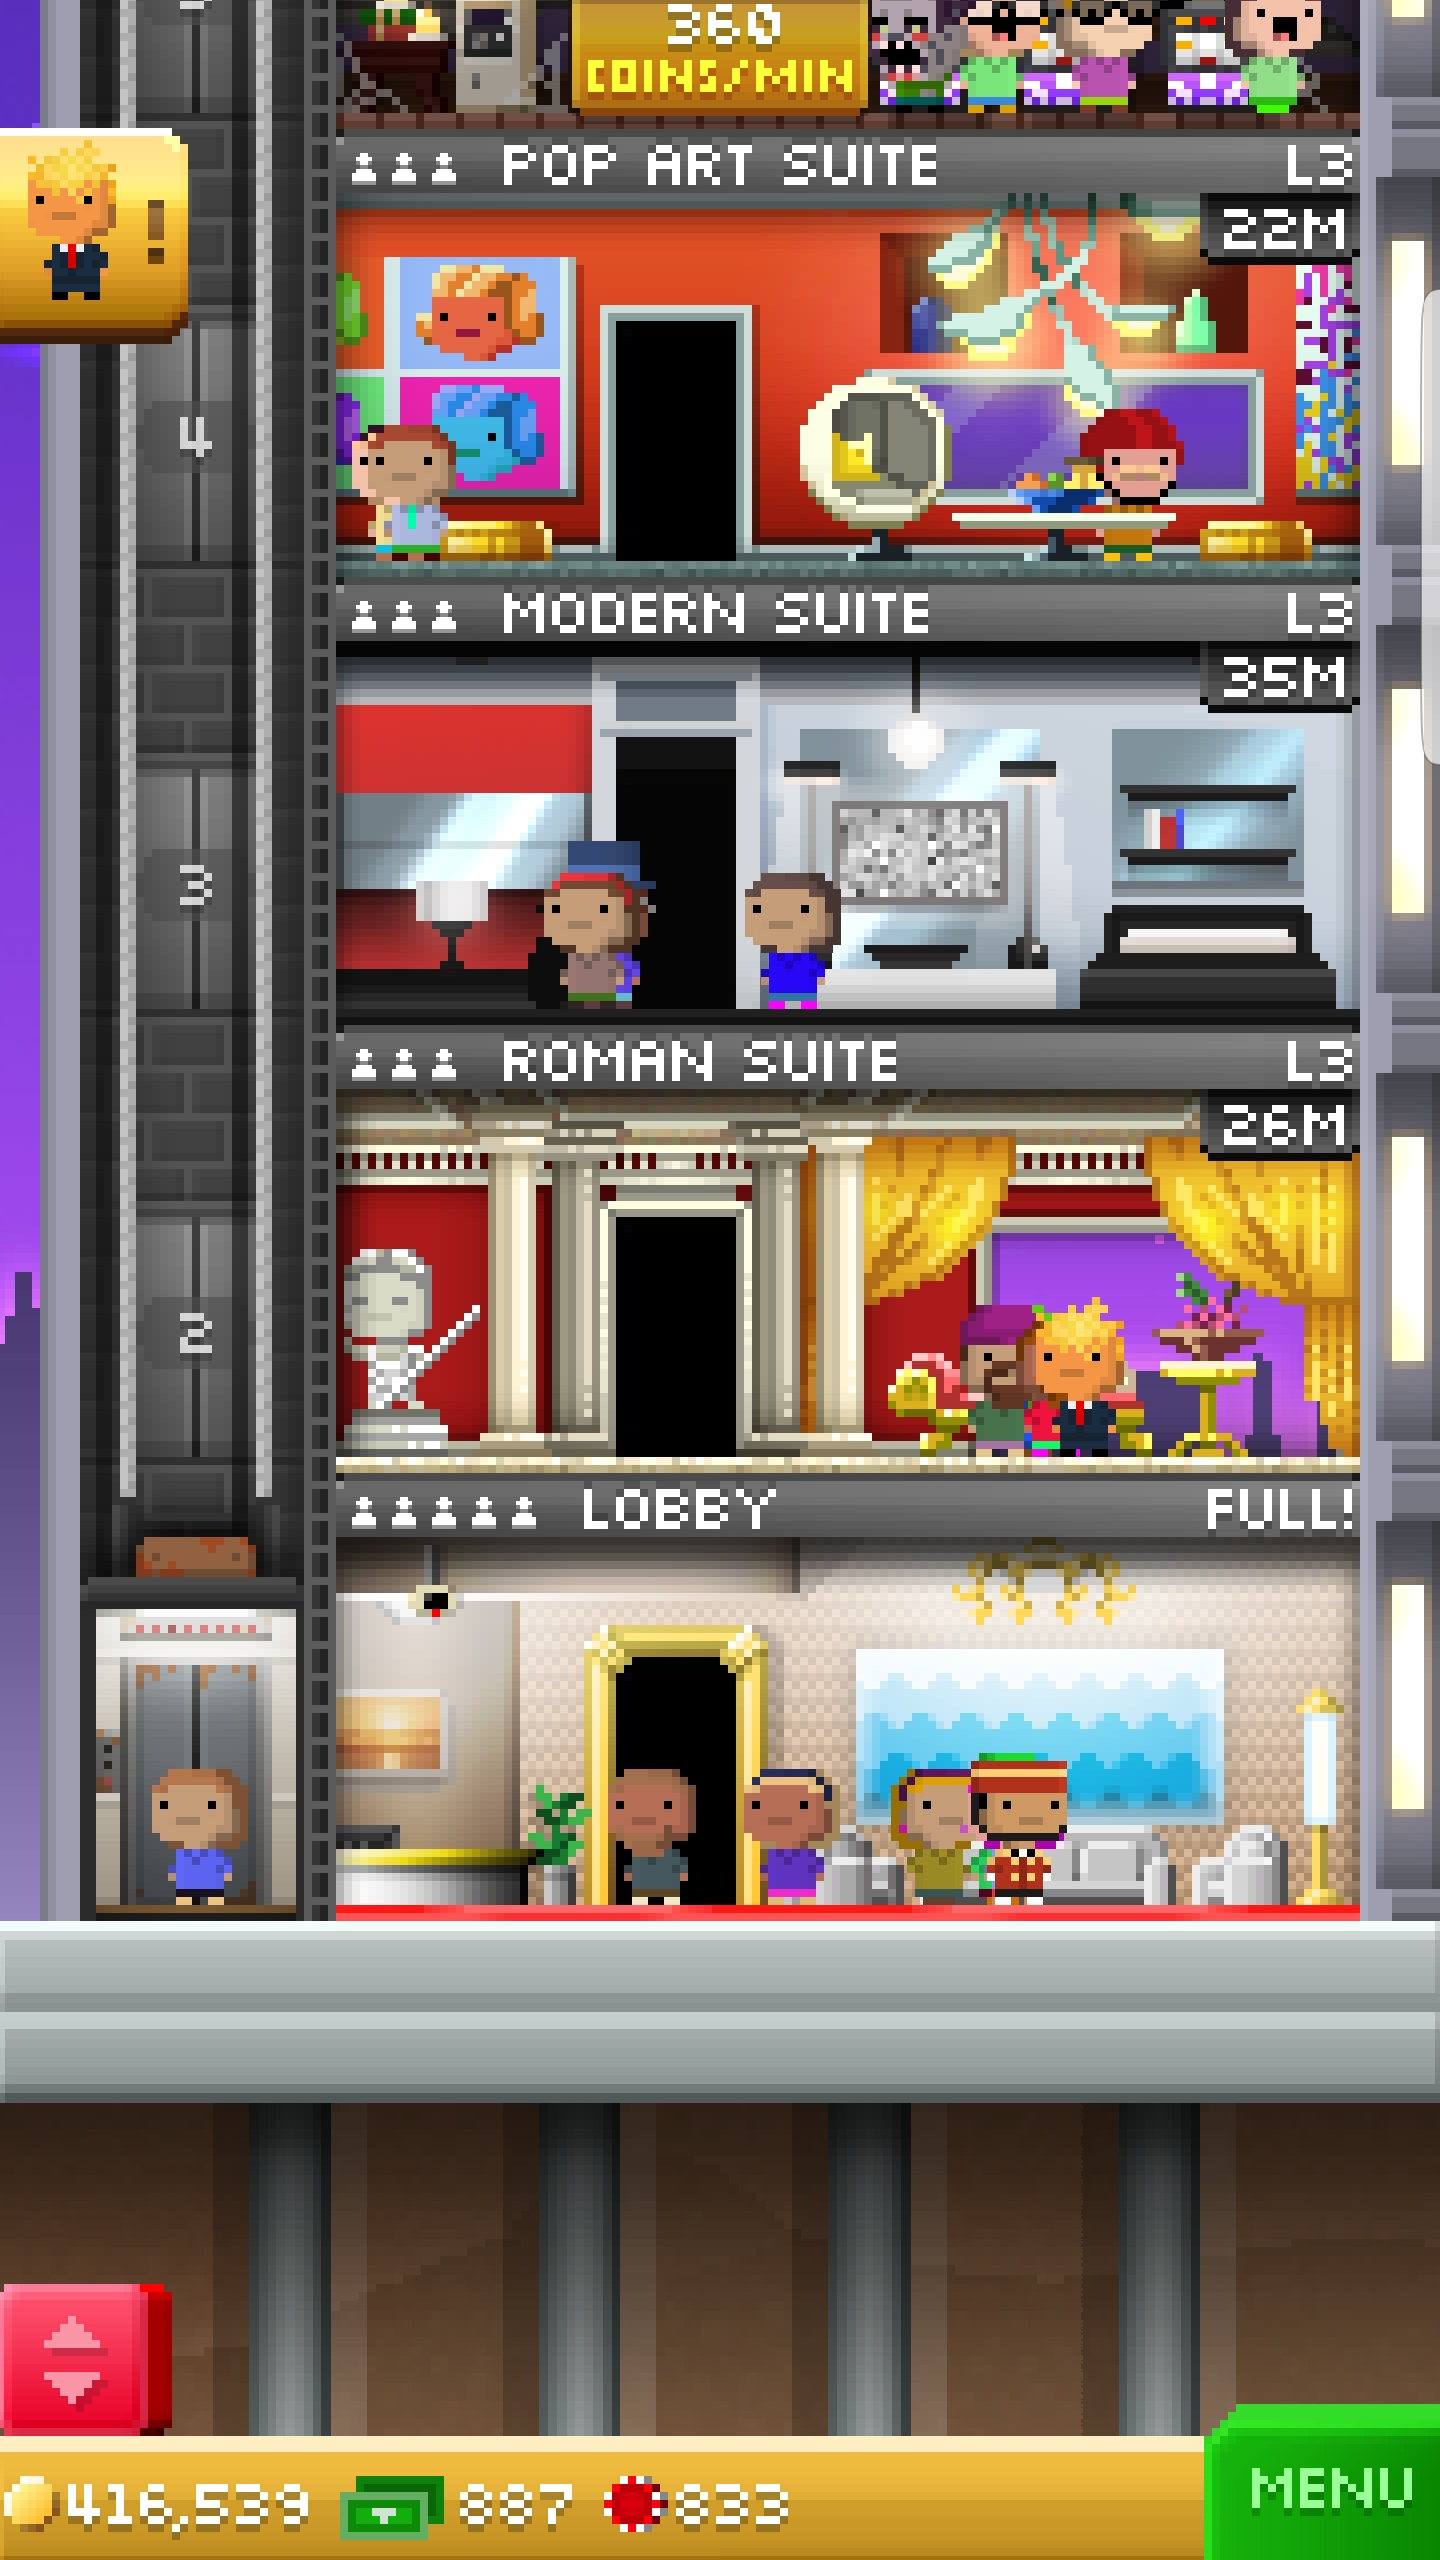 360
COINS/MIN
POP ART SUITE L3
22M
!
4
MODERN SUITE L3
35M
3
ROMAN SUITE L3
26M
2
LOBBY FULL!
416,539 887 833
MENU